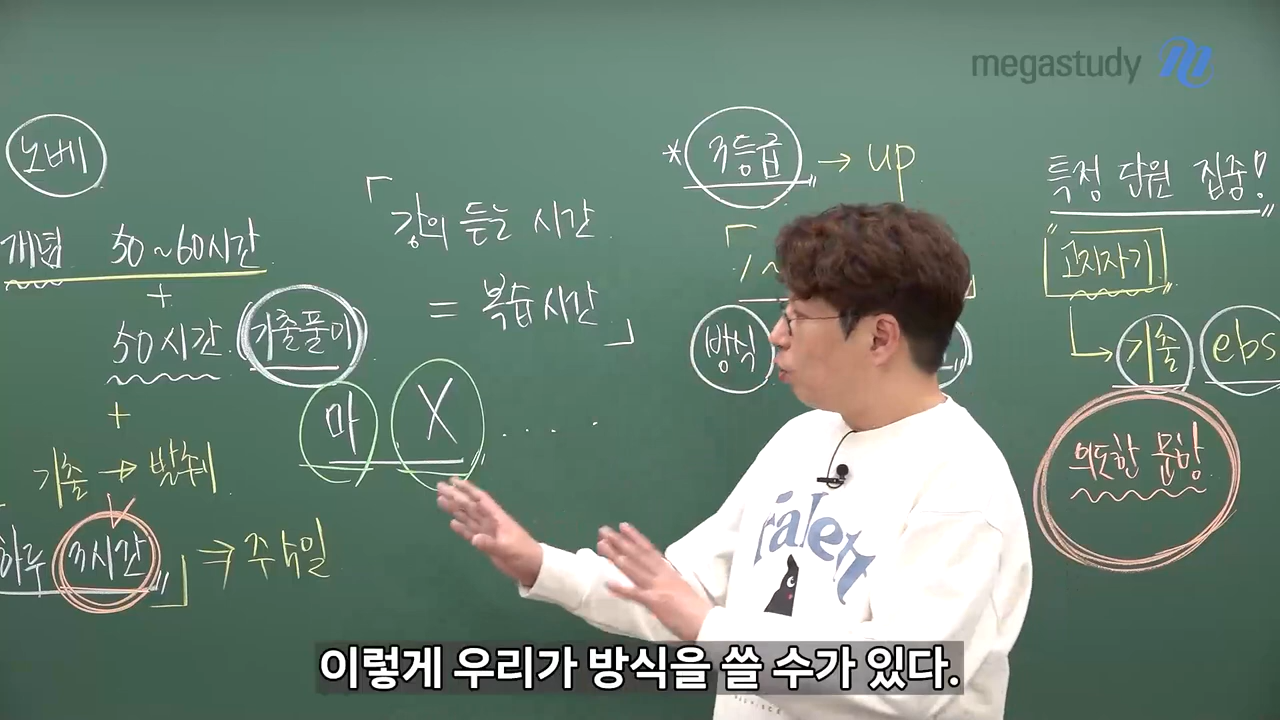 megastudy
노베
개념 50~60시간
+
50시간 기출풀이
+
기출 → 발췌
하루 3시간 ⇒ 주4일
「강의 듣는 시간
= 복습시간」
마 X ....
* 3등급 → up
「
1~
방식
특정 단원 집중!
고지자기
기출 ebs
의도한 문항
ralen
이렇게 우리가 방식을 쓸 수가 있다.